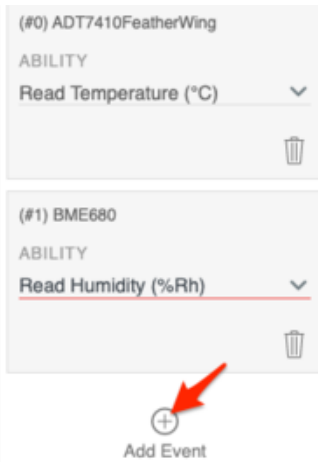 (#0) ADT7410FeatherWing
ABILITY
Read Temperature (°C)
(#1) BME680
ABILITY
Read Humidity (%Rh)
Add Event